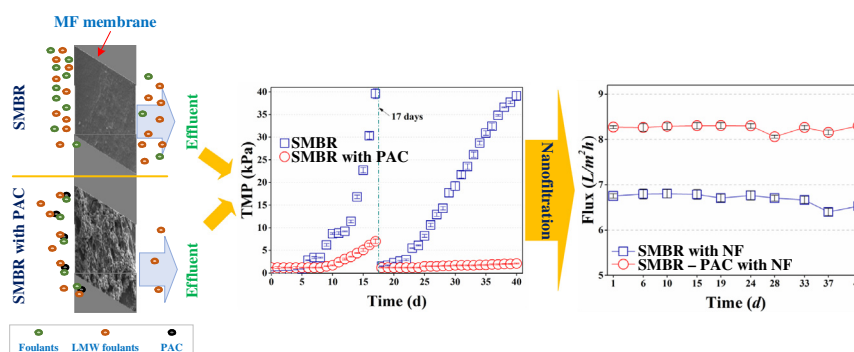 MF membrane
SMBR
Effluent
SMBR with PAC
Effluent
Foulants
LMW foulants
PAC
TMP (kPa)
40
35
30
25
20
15
10
5
0
17 days
SMBR
SMBR with PAC
0 5 10 15 20 25 30 35 40
Time (d)
Nanofiltration
Flux (L/m²h)
9
8
7
6
5
SMBR with NF
SMBR – PAC with NF
1 6 10 15 19 24 28 33 37
Time (d)